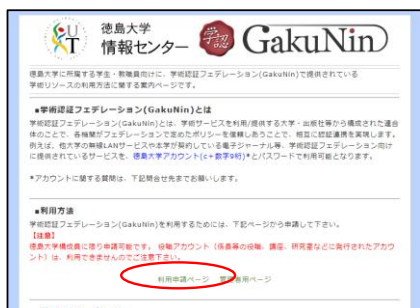 徳島大学
情報センター
学認
GakuNin
徳島大学に所属する学生・教職員向けに、学術認証フェデレーション(GakuNin)で提供されている
学術リソースの利用方法に関する案内ページです。
■学術認証フェデレーション(GakuNin)とは
学術認証フェデレーション(GakuNin)とは、学術サービスを利用/提供する大学・出版社等から構成された連合
体のことで、各機関がフェデレーションで定めたポリシーを信頼しあうことで、相互に認証連携を実現します。
例えば、他大学の無線LANサービスや本学が契約している電子ジャーナル等、学術認証フェデレーション向け
に提供されているサービスを、徳島大学アカウント(c+数字9桁)*とパスワードで利用可能となります。
*アカウントに関する質問は、下記問合せ先までお願いします。
■利用方法
学術認証フェデレーション(GakuNin)を利用するためには、下記ページから申請して下さい。
【注意】
徳島大学構成員に限り申請可能です。 役職アカウント（係長等の役職、講座、研究室などに発行されたアカウ
ント）は、利用できませんのでご注意下さい。
利用申請ページ 管理者用ページ